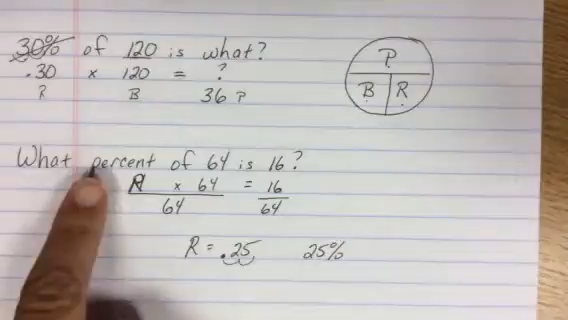 30% of 120 is what?
.30 x 120 = ?
R B 36 P
P
B R
What percent of 64 is 16?
R x 64 = 16
64 64
R = .25 25%